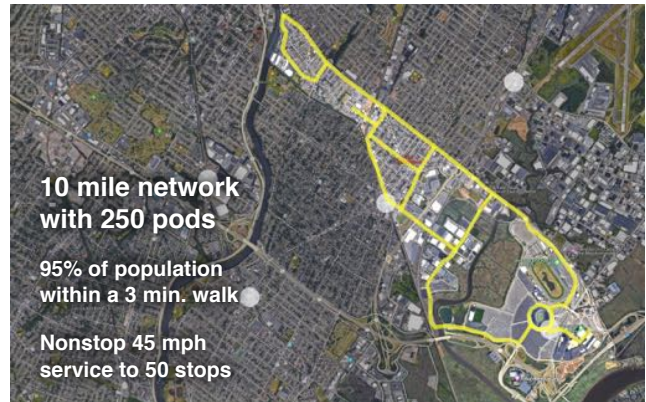 10 mile network
with 250 pods
95% of population
within a 3 min. walk
Nonstop 45 mph
service to 50 stops